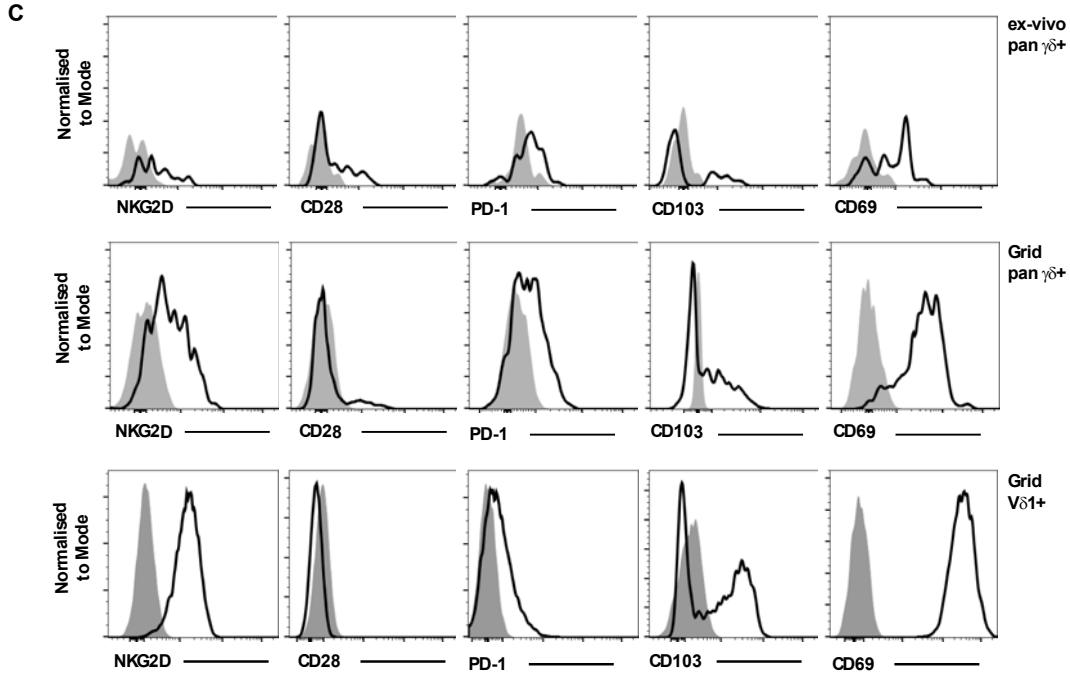 C
Normalised
to Mode
NKG2D
CD28
PD-1
CD103
CD69
ex-vivo
pan γδ+
Normalised
to Mode
NKG2D
CD28
PD-1
CD103
CD69
Grid
pan γδ+
Normalised
to Mode
NKG2D
CD28
PD-1
CD103
CD69
Grid
Vδ1+